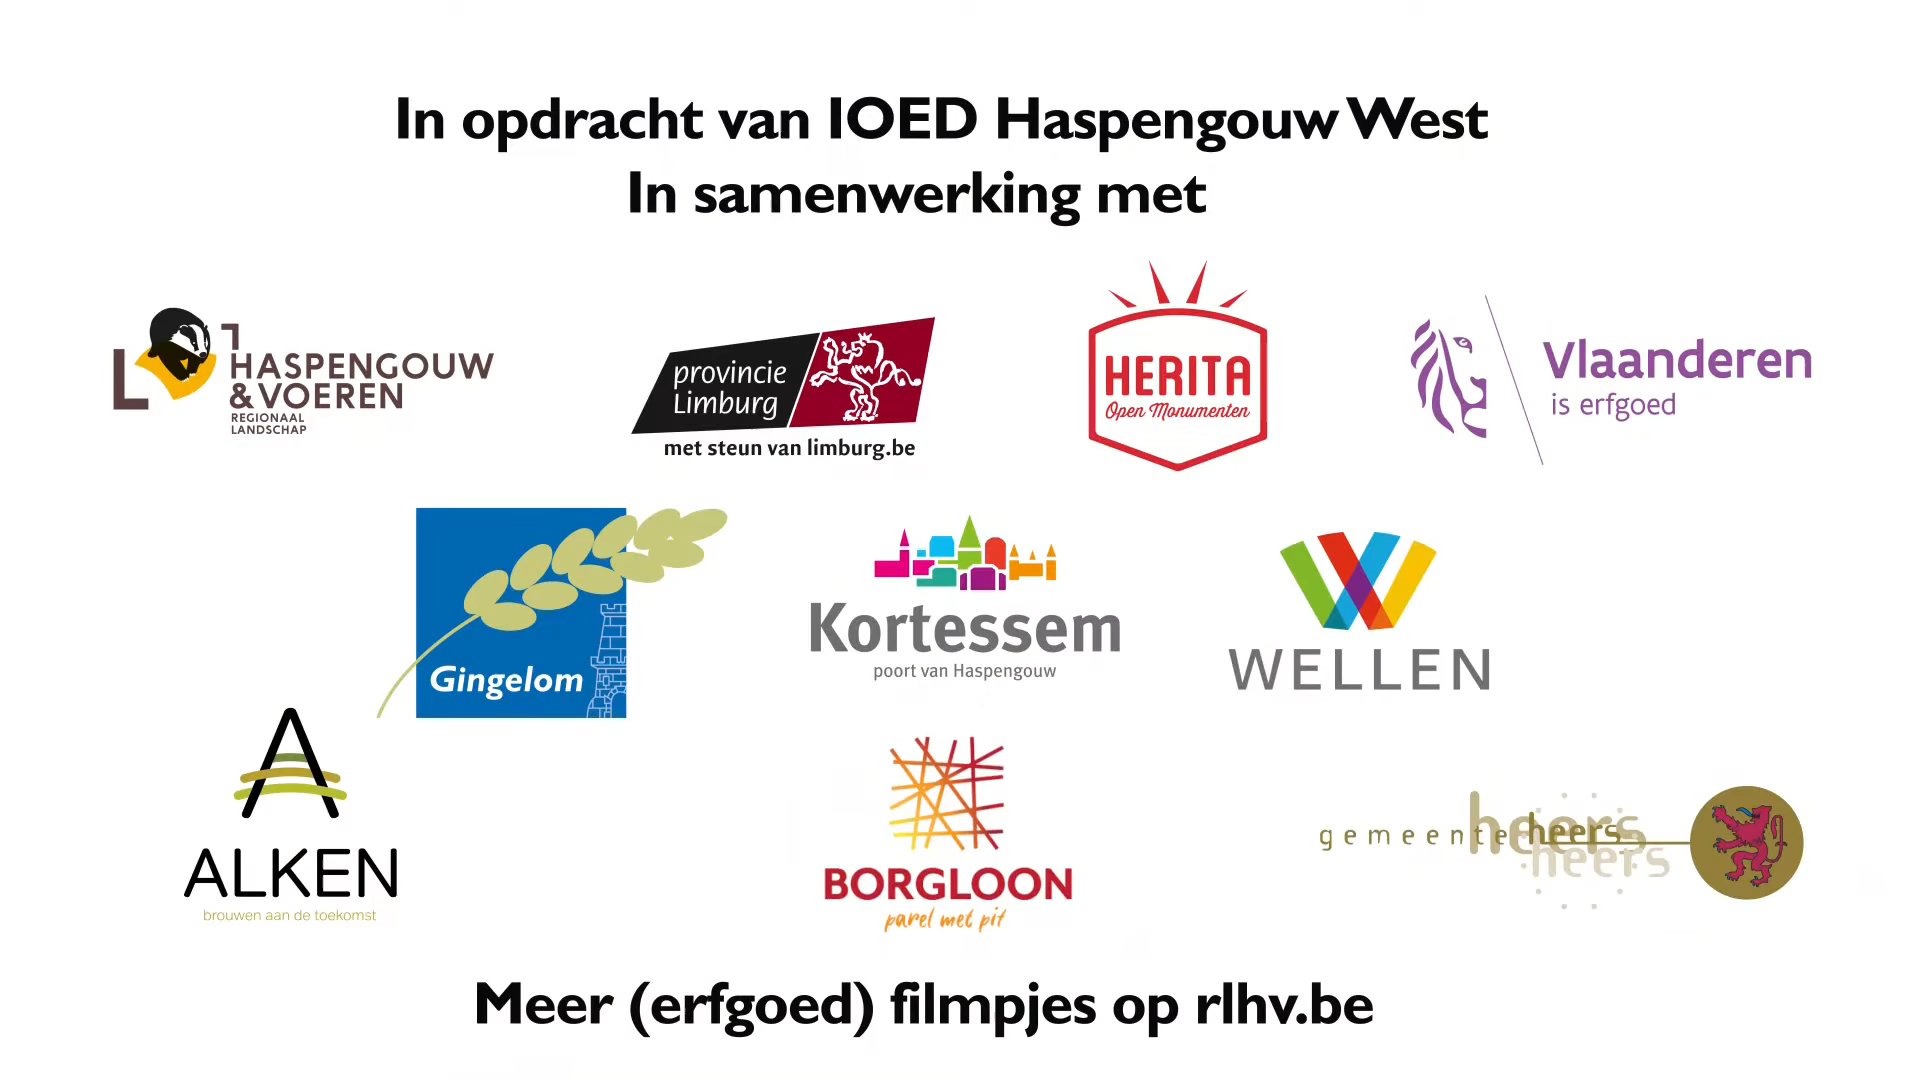 In opdracht van IOED Haspengouw West
In samenwerking met
HASPENGOUW
& VOEREN
REGIONAAL
LANDSCHAP
provincie
Limburg
met steun van limburg.be
HERITA
Open Monumenten
Vlaanderen
is erfgoed
Gingelom
Kortessem
poort van Haspengouw
WELLEN
ALKEN
brouwen aan de toekomst
BORGLOON
parel met pit
gemeente heers
heers
heers
Meer (erfgoed) filmpjes op rlhv.be